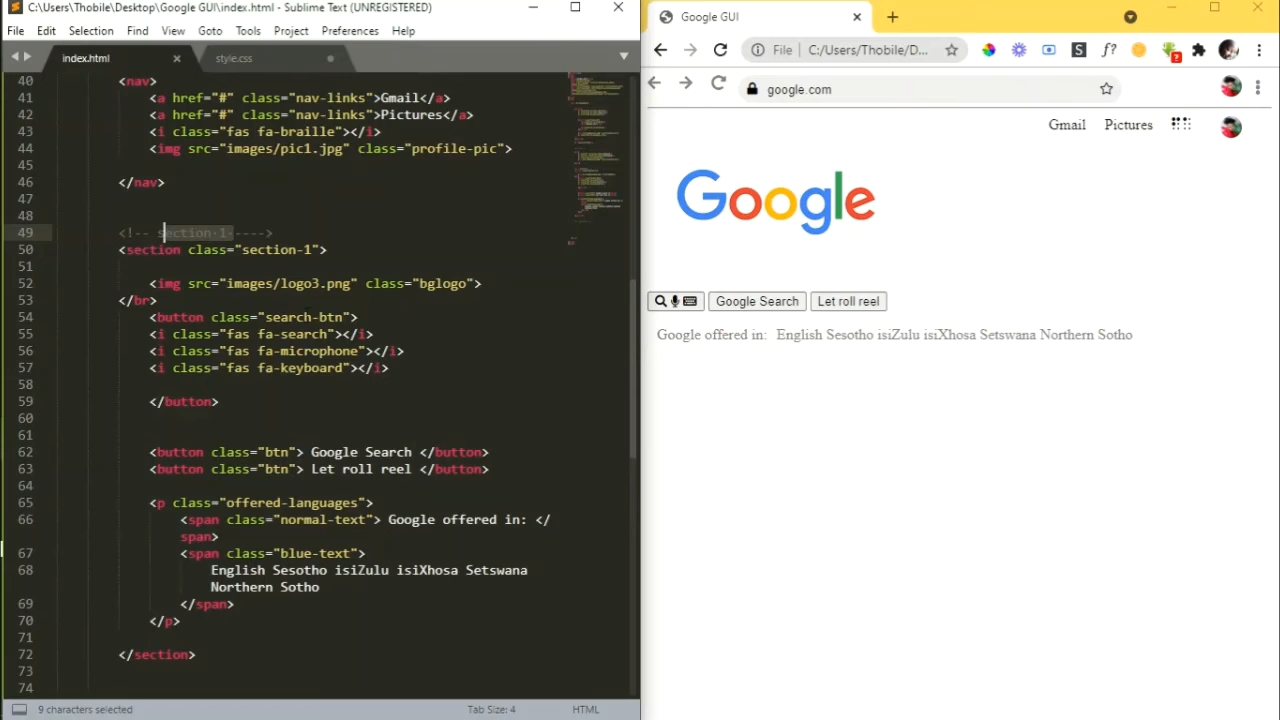 C:\Users\Thobile\Desktop\Google GUI\index.html - Sublime Text (UNREGISTERED)
File Edit Selection Find View Goto Tools Project Preferences Help
index.html
style.css
40 <nav>
41 <a href="#" class="nav-links">Gmail</a>
42 <a href="#" class="nav-links">Pictures</a>
43 <i class="fas fa-braille"></i>
44 <img src="images/pic1.jpg" class="profile-pic">
45
46 </nav>
47
48
49 <!-- section-1----->
50 <section class="section-1">
51
52 <img src="images/logo3.png" class="bglogo">
53 </br>
54 <button class="search-btn">
55 <i class="fas fa-search"></i>
56 <i class="fas fa-microphone"></i>
57 <i class="fas fa-keyboard"></i>
58
59 </button>
60
61
62 <button class="btn"> Google Search </button>
63 <button class="btn"> Let roll reel </button>
64
65 <p class="offered-languages">
66 <span class="normal-text"> Google offered in: </
span>
67 <span class="blue-text">
68 English Sesotho isiZulu isiXhosa Setswana
Northern Sotho
69 </span>
70 </p>
71
72 </section>
73
74
9 characters selected
Tab Size: 4
HTML
Google GUI
File C:/Users/Thobile/D...
google.com
Gmail Pictures
Google
Google Search Let roll reel
Google offered in: English Sesotho isiZulu isiXhosa Setswana Northern Sotho